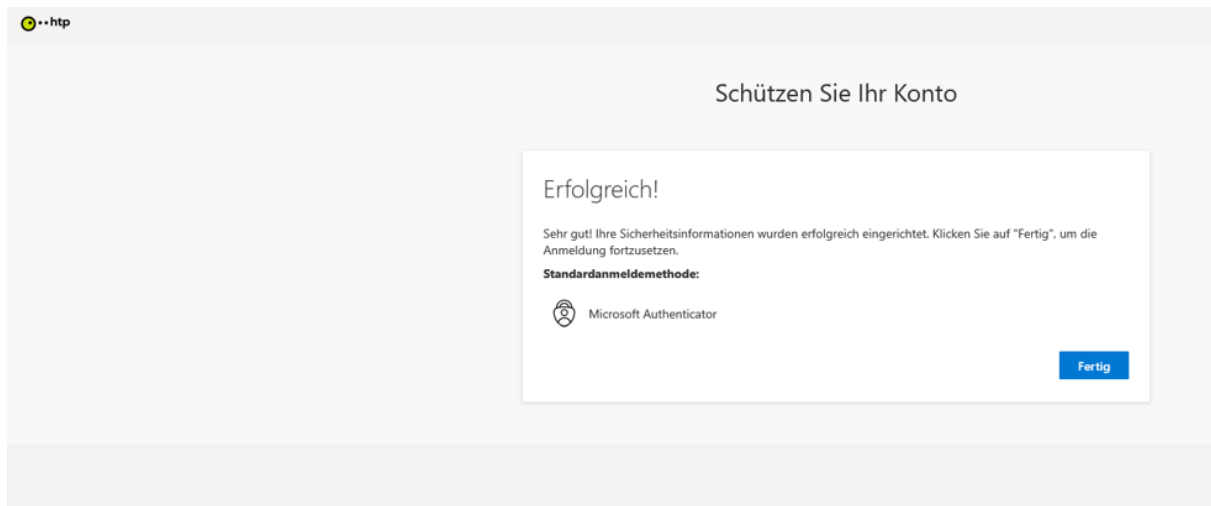 htp
Schützen Sie Ihr Konto
Erfolgreich!
Sehr gut! Ihre Sicherheitsinformationen wurden erfolgreich eingerichtet. Klicken Sie auf "Fertig", um die
Anmeldung fortzusetzen.
Standardanmeldemethode:
Microsoft Authenticator
Fertig